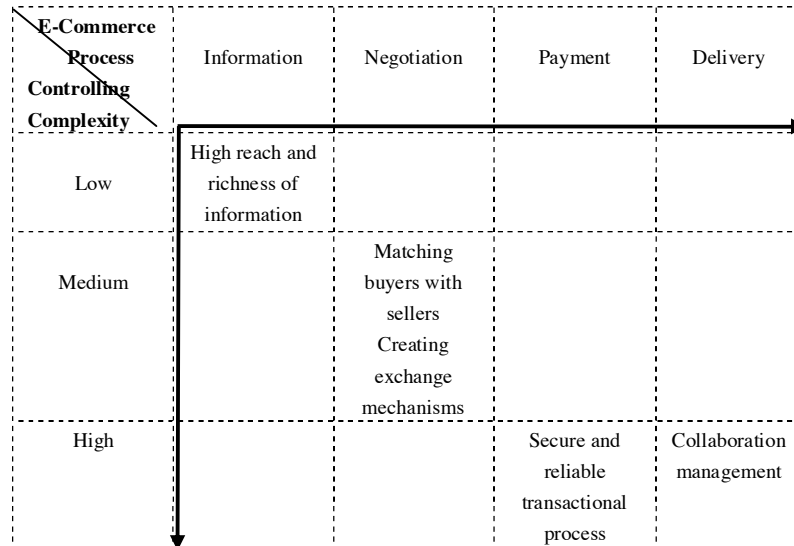 E-Commerce
Process
Controlling
Complexity
Information
Negotiation
Payment
Delivery
Low
High reach and
richness of
information
Medium
Matching
buyers with
sellers
Creating
exchange
mechanisms
High
Secure and
reliable
transactional
process
Collaboration
management